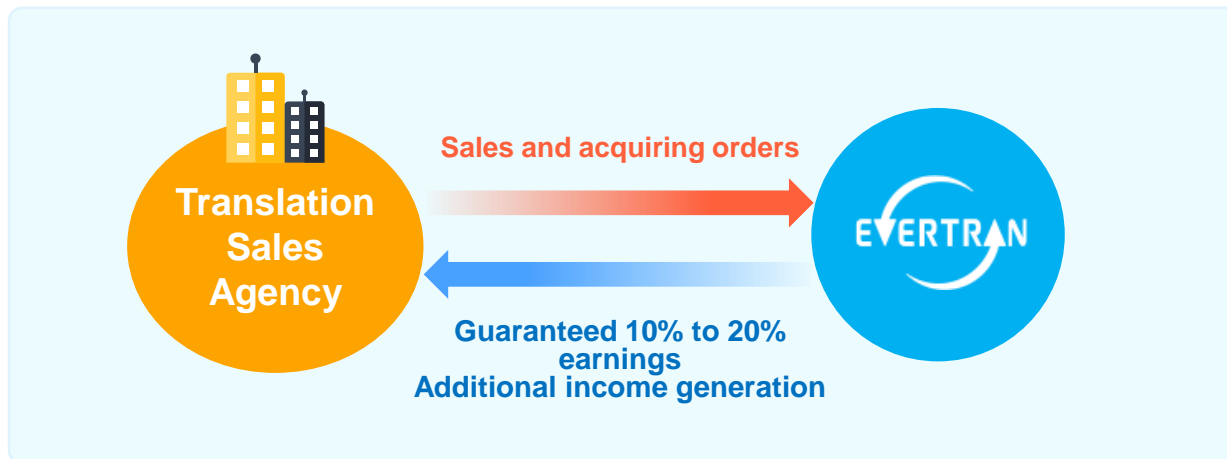 Translation
Sales
Agency
Sales and acquiring orders
Guaranteed 10% to 20%
earnings
Additional income generation
EVERTRAN